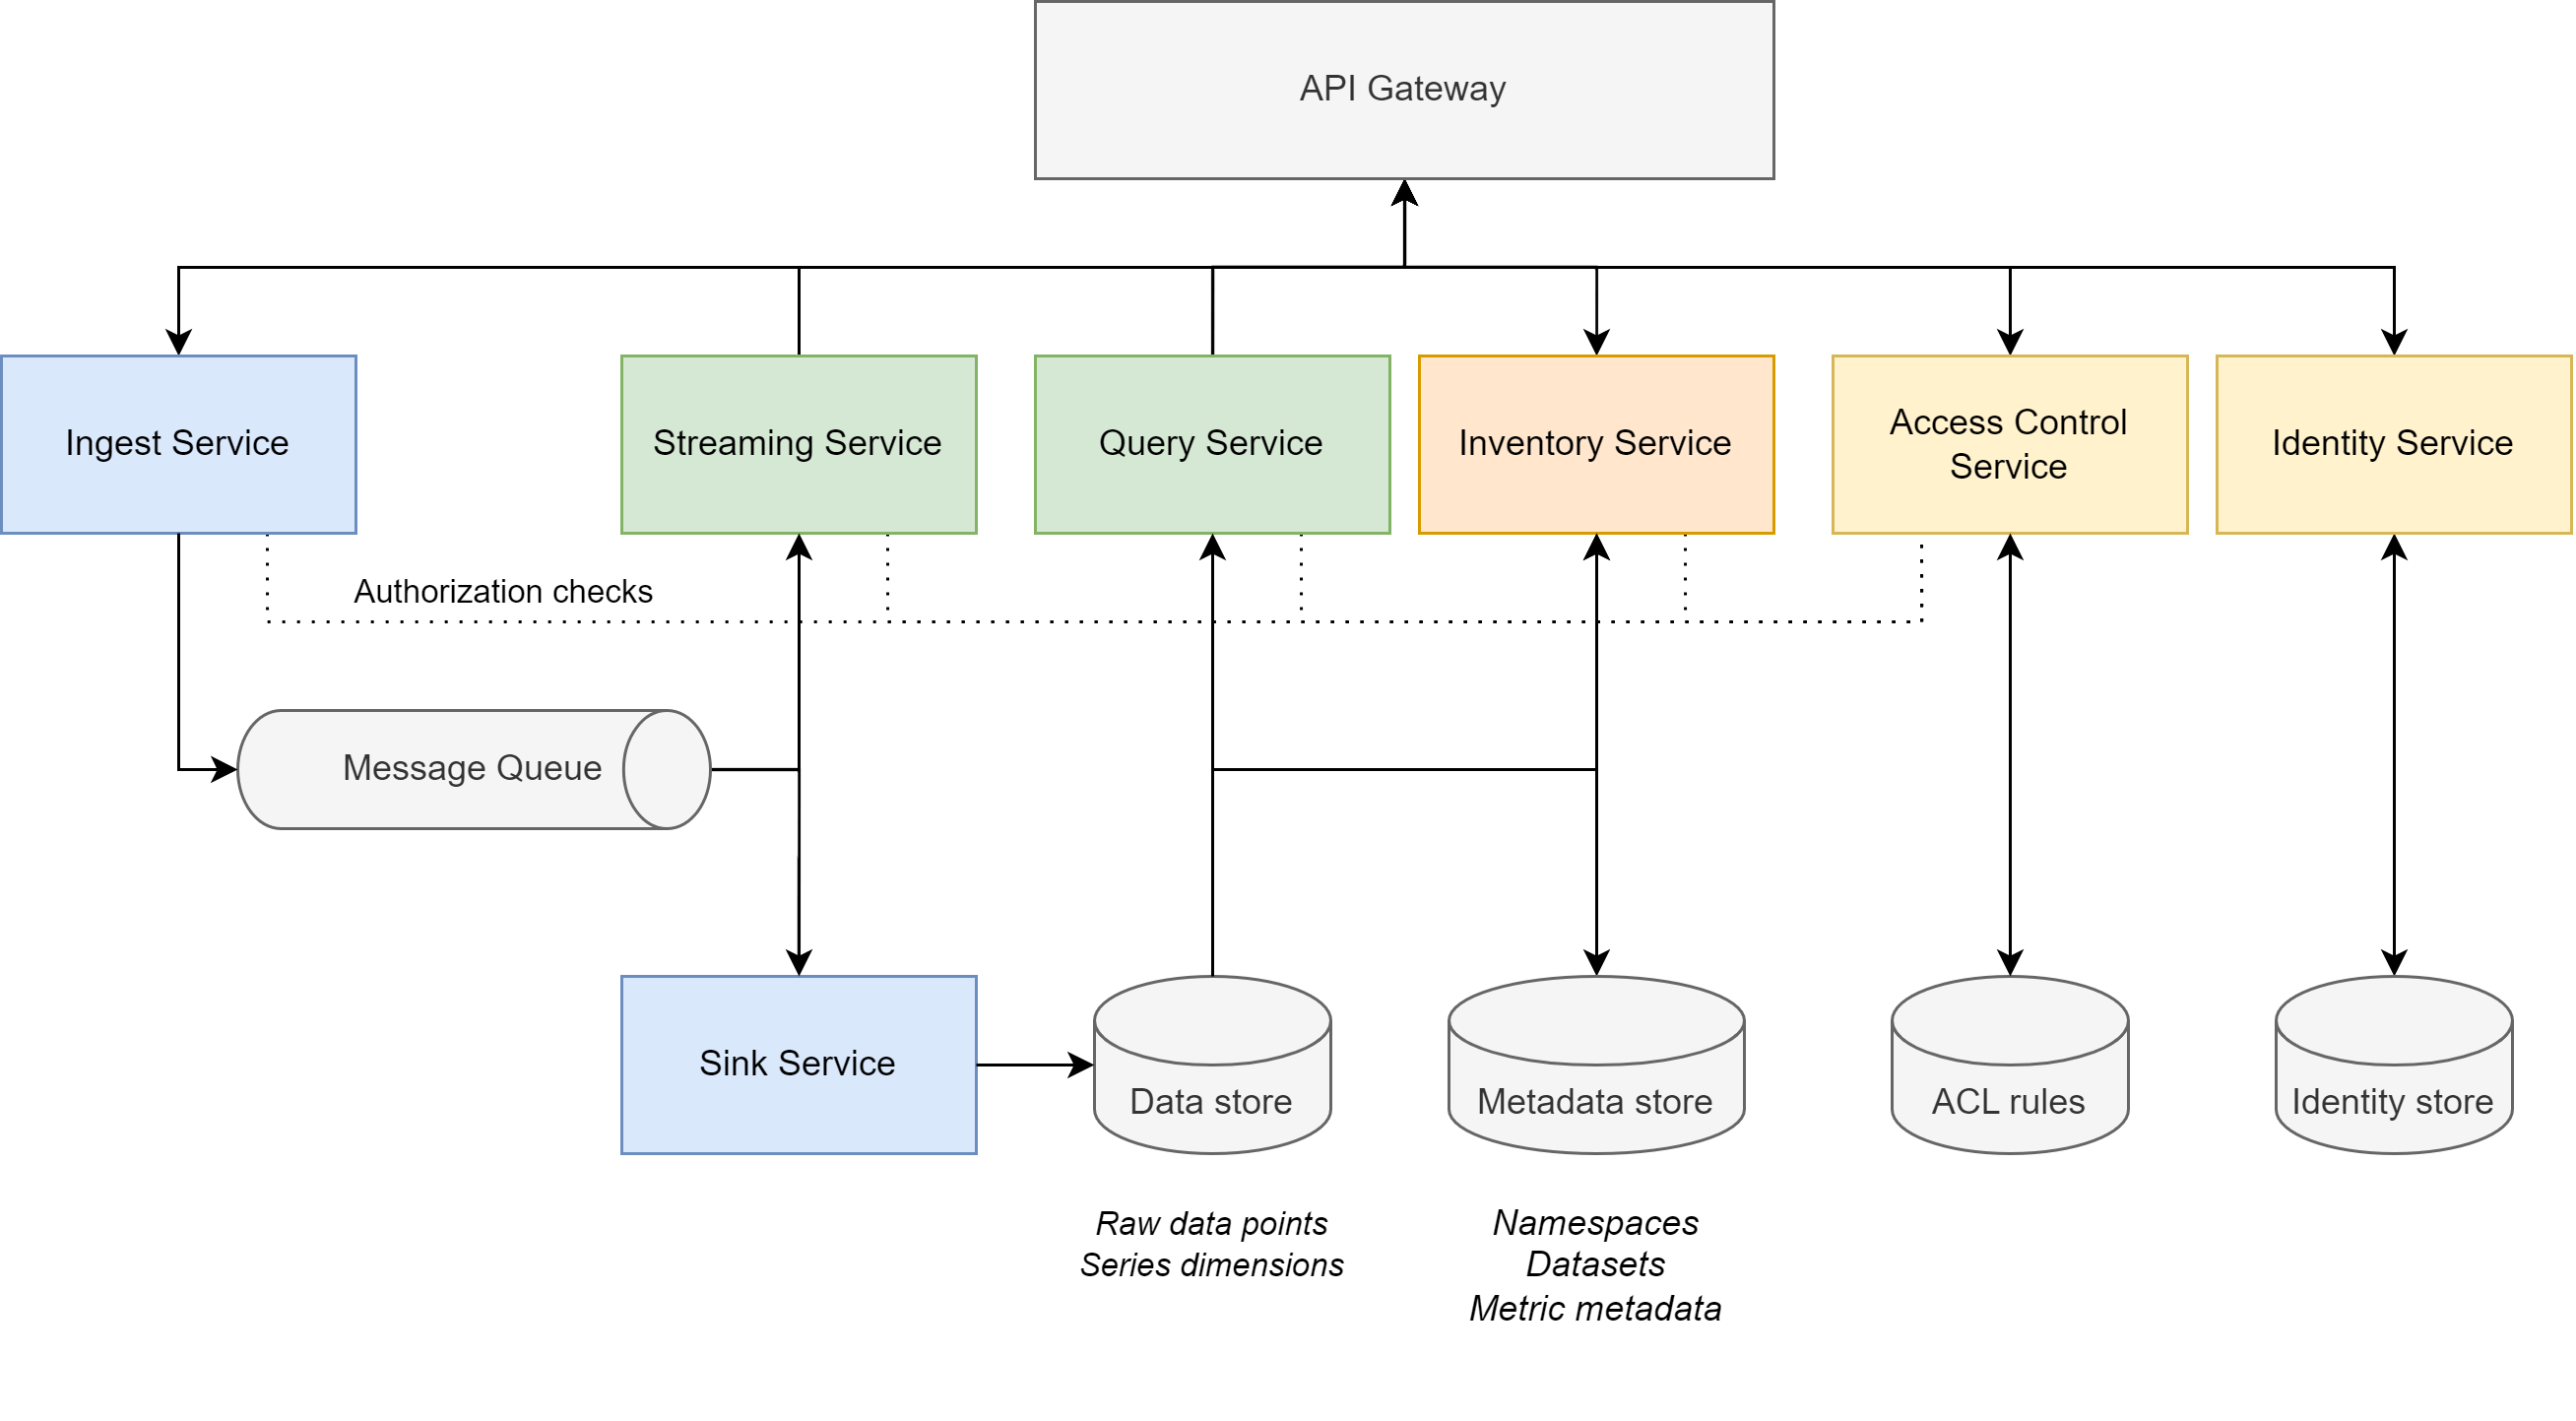 API Gateway
Ingest Service
Streaming Service
Query Service
Inventory Service
Access Control
Service
Identity Service
Authorization checks
Message Queue
Sink Service
Data store
Metadata store
ACL rules
Identity store
Raw data points
Series dimensions
Namespaces
Datasets
Metric metadata